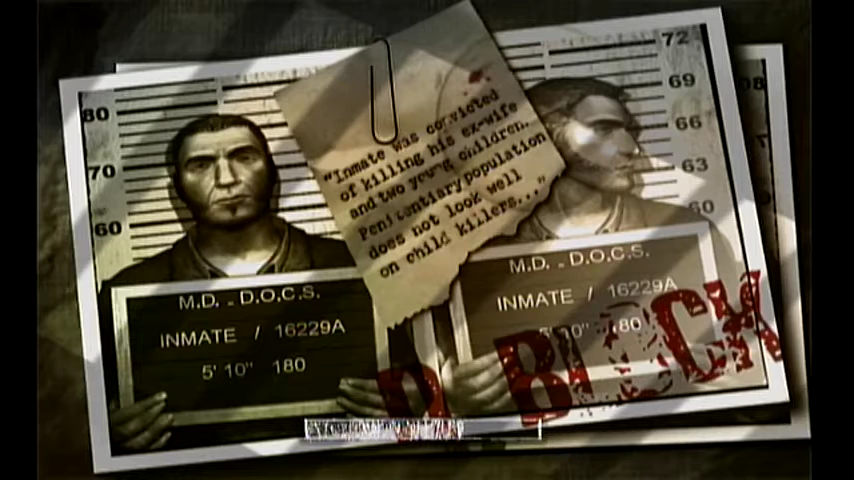 80
70
60
M.D. - D.O.C.S.
INMATE / 16229A
5' 10" 180
"Inmate was convicted
of killing his ex-wife
and two young children.
Penitentiary population
does not look well
on child killers..."
72
69
66
63
60
M.D. - D.O.C.S.
INMATE / 16229A
5' 10" 180
D BLOCK